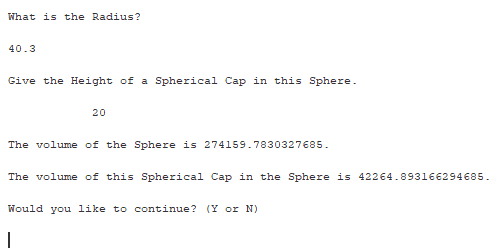 What is the Radius?
40.3
Give the Height of a Spherical Cap in this Sphere.
20
The volume of the Sphere is 274159.7830327685.
The volume of this Spherical Cap in the Sphere is 42264.893166294685.
Would you like to continue? (Y or N)